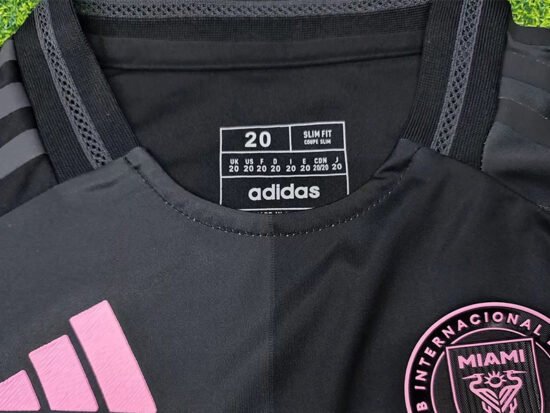 20
SLIM FIT
COUPE SLIM
UK US F D I E CON J
20 20 20 20 20 20 20/20 20
adidas
B INTERNACIONAL
MIAMI